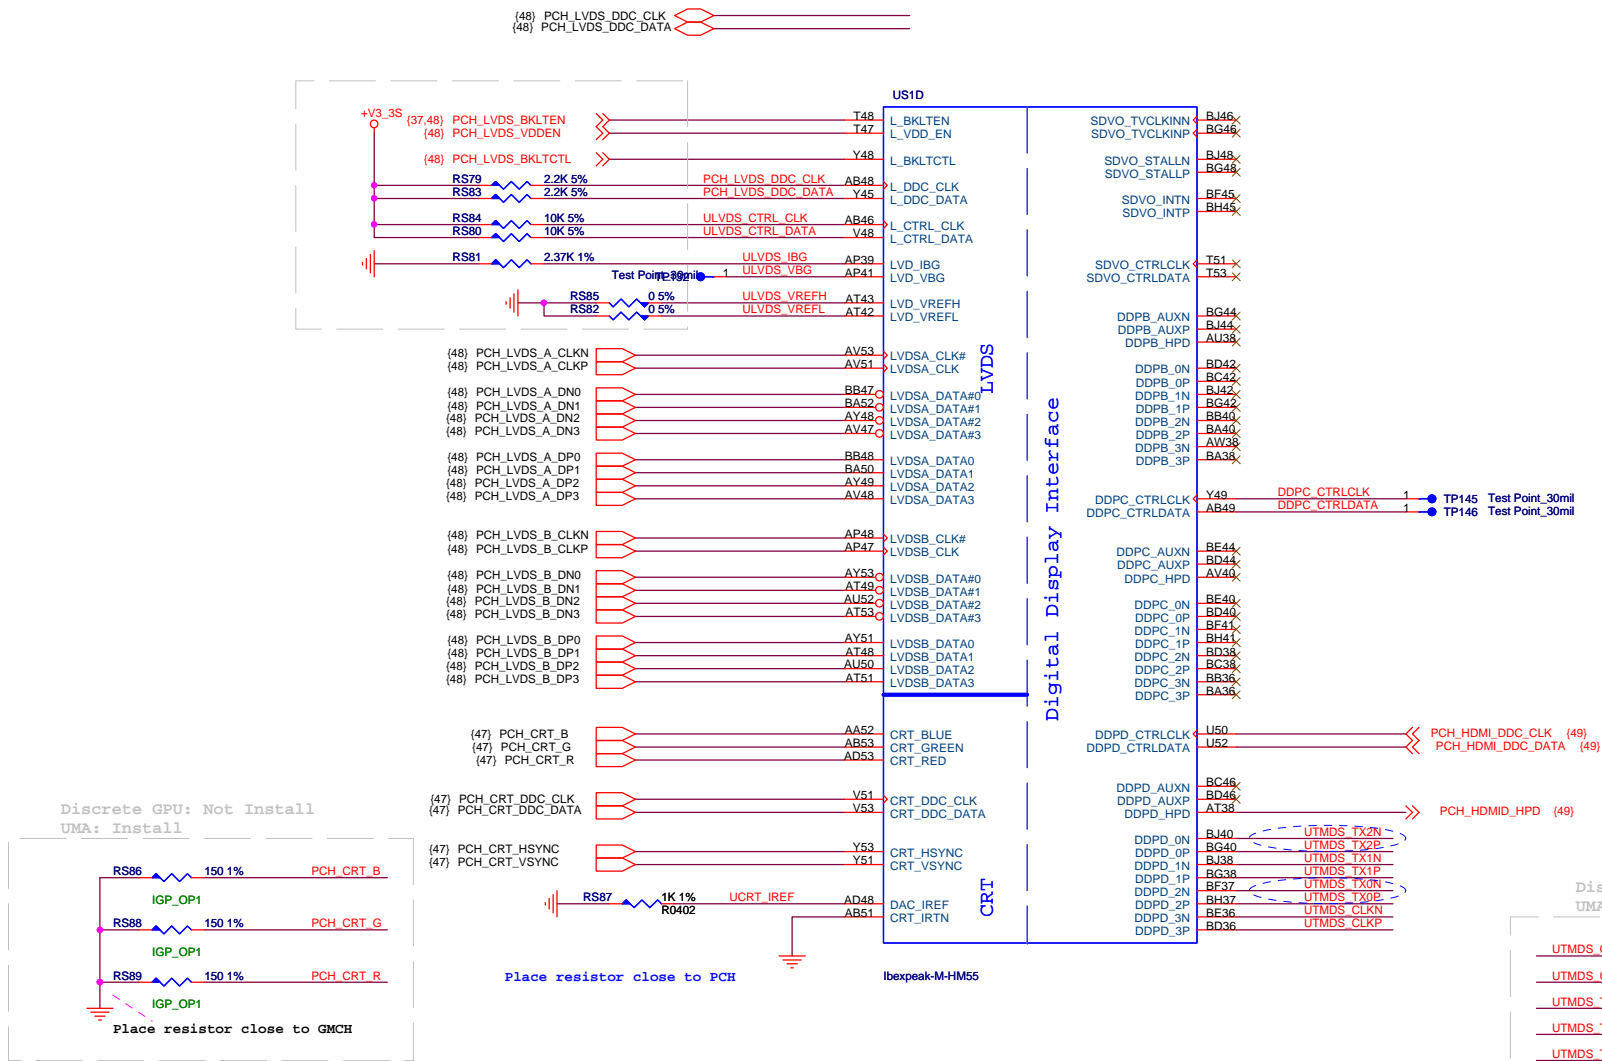 {48} PCH_LVDS_DDC_CLK
{48} PCH_LVDS_DDC_DATA
US1D
+V3_3S
{37,48} PCH_LVDS_BKLTEN T48 L_BKLTEN
{48} PCH_LVDS_VDDEN T47 L_VDD_EN
{48} PCH_LVDS_BKLTCTL Y48 L_BKLTCTL
RS79 2.2K 5% PCH_LVDS_DDC_CLK AB48 L_DDC_CLK
RS83 2.2K 5% PCH_LVDS_DDC_DATA Y45 L_DDC_DATA
RS84 10K 5% ULVDS_CTRL_CLK AB46 L_CTRL_CLK
RS80 10K 5% ULVDS_CTRL_DATA V48 L_CTRL_DATA
RS81 2.37K 1% ULVDS_IBG AP39 LVD_IBG
Test Point_30mil 1 ULVDS_VBG AP41 LVD_VBG
RS85 0 5% ULVDS_VREFH AT43 LVD_VREFH
RS82 0 5% ULVDS_VREFL AT42 LVD_VREFL
{48} PCH_LVDS_A_CLKN AV53 LVDSA_CLK#
{48} PCH_LVDS_A_CLKP AV51 LVDSA_CLK
{48} PCH_LVDS_A_DN0 BB47 LVDSA_DATA#0
{48} PCH_LVDS_A_DN1 BA52 LVDSA_DATA#1
{48} PCH_LVDS_A_DN2 AY48 LVDSA_DATA#2
{48} PCH_LVDS_A_DN3 AV47 LVDSA_DATA#3
{48} PCH_LVDS_A_DP0 BB48 LVDSA_DATA0
{48} PCH_LVDS_A_DP1 BA50 LVDSA_DATA1
{48} PCH_LVDS_A_DP2 AY49 LVDSA_DATA2
{48} PCH_LVDS_A_DP3 AV48 LVDSA_DATA3
{48} PCH_LVDS_B_CLKN AP48 LVDSB_CLK#
{48} PCH_LVDS_B_CLKP AP47 LVDSB_CLK
{48} PCH_LVDS_B_DN0 AY53 LVDSB_DATA#0
{48} PCH_LVDS_B_DN1 AT49 LVDSB_DATA#1
{48} PCH_LVDS_B_DN2 AU52 LVDSB_DATA#2
{48} PCH_LVDS_B_DN3 AT53 LVDSB_DATA#3
{48} PCH_LVDS_B_DP0 AY51 LVDSB_DATA0
{48} PCH_LVDS_B_DP1 AT48 LVDSB_DATA1
{48} PCH_LVDS_B_DP2 AU50 LVDSB_DATA2
{48} PCH_LVDS_B_DP3 AT51 LVDSB_DATA3
{47} PCH_CRT_B AA52 CRT_BLUE
{47} PCH_CRT_G AB53 CRT_GREEN
{47} PCH_CRT_R AD53 CRT_RED
{47} PCH_CRT_DDC_CLK V51 CRT_DDC_CLK
{47} PCH_CRT_DDC_DATA V53 CRT_DDC_DATA
{47} PCH_CRT_HSYNC Y53 CRT_HSYNC
{47} PCH_CRT_VSYNC Y51 CRT_VSYNC
RS87 1K 1% UCRT_IREF AD48 DAC_IREF
R0402 AB51 CRT_IRTN
LVDS
CRT
Digital Display Interface
SDVO_TVCLKINN BJ46
SDVO_TVCLKINP BG46
SDVO_STALLN BJ48
SDVO_STALLP BG48
SDVO_INTN BF45
SDVO_INTP BH45
SDVO_CTRLCLK T51
SDVO_CTRLDATA T53
DDPB_AUXN BG44
DDPB_AUXP BJ44
DDPB_HPD AU38
DDPB_0N BD42
DDPB_0P BC42
DDPB_1N BJ42
DDPB_1P BG42
DDPB_2N BB40
DDPB_2P BA40
DDPB_3N AW38
DDPB_3P BA38
DDPC_CTRLCLK Y49 DDPC_CTRLCLK 1 TP145 Test Point_30mil
DDPC_CTRLDATA AB49 DDPC_CTRLDATA 1 TP146 Test Point_30mil
DDPC_AUXN BE44
DDPC_AUXP BD44
DDPC_HPD AV40
DDPC_0N BE40
DDPC_0P BD40
DDPC_1N BF41
DDPC_1P BH41
DDPC_2N BD38
DDPC_2P BC38
DDPC_3N BB36
DDPC_3P BA36
DDPD_CTRLCLK U50 PCH_HDMI_DDC_CLK {49}
DDPD_CTRLDATA U52 PCH_HDMI_DDC_DATA {49}
DDPD_AUXN BC46
DDPD_AUXP BD46
DDPD_HPD AT38 PCH_HDMID_HPD {49}
DDPD_0N BJ40 UTMDS_TX2N
DDPD_0P BG40 UTMDS_TX2P
DDPD_1N BJ38 UTMDS_TX1N
DDPD_1P BG38 UTMDS_TX1P
DDPD_2N BF37 UTMDS_TX0N
DDPD_2P BH37 UTMDS_TX0P
DDPD_3N BE36 UTMDS_CLKN
DDPD_3P BD36 UTMDS_CLKP
Ibexpeak-M-HM55
Place resistor close to PCH
Discrete GPU: Not Install
UMA: Install
RS86 150 1% PCH_CRT_B
IGP_OP1
RS88 150 1% PCH_CRT_G
IGP_OP1
RS89 150 1% PCH_CRT_R
IGP_OP1
Place resistor close to GMCH